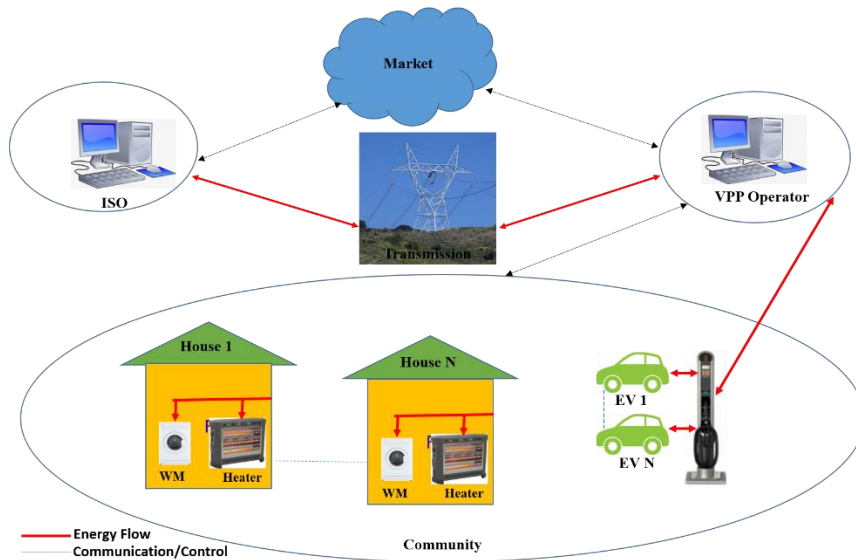 Market
ISO
VPP Operator
Transmission
House 1
House N
WM
Heater
WM
Heater
EV 1
EV N
Energy Flow
Communication/Control
Community